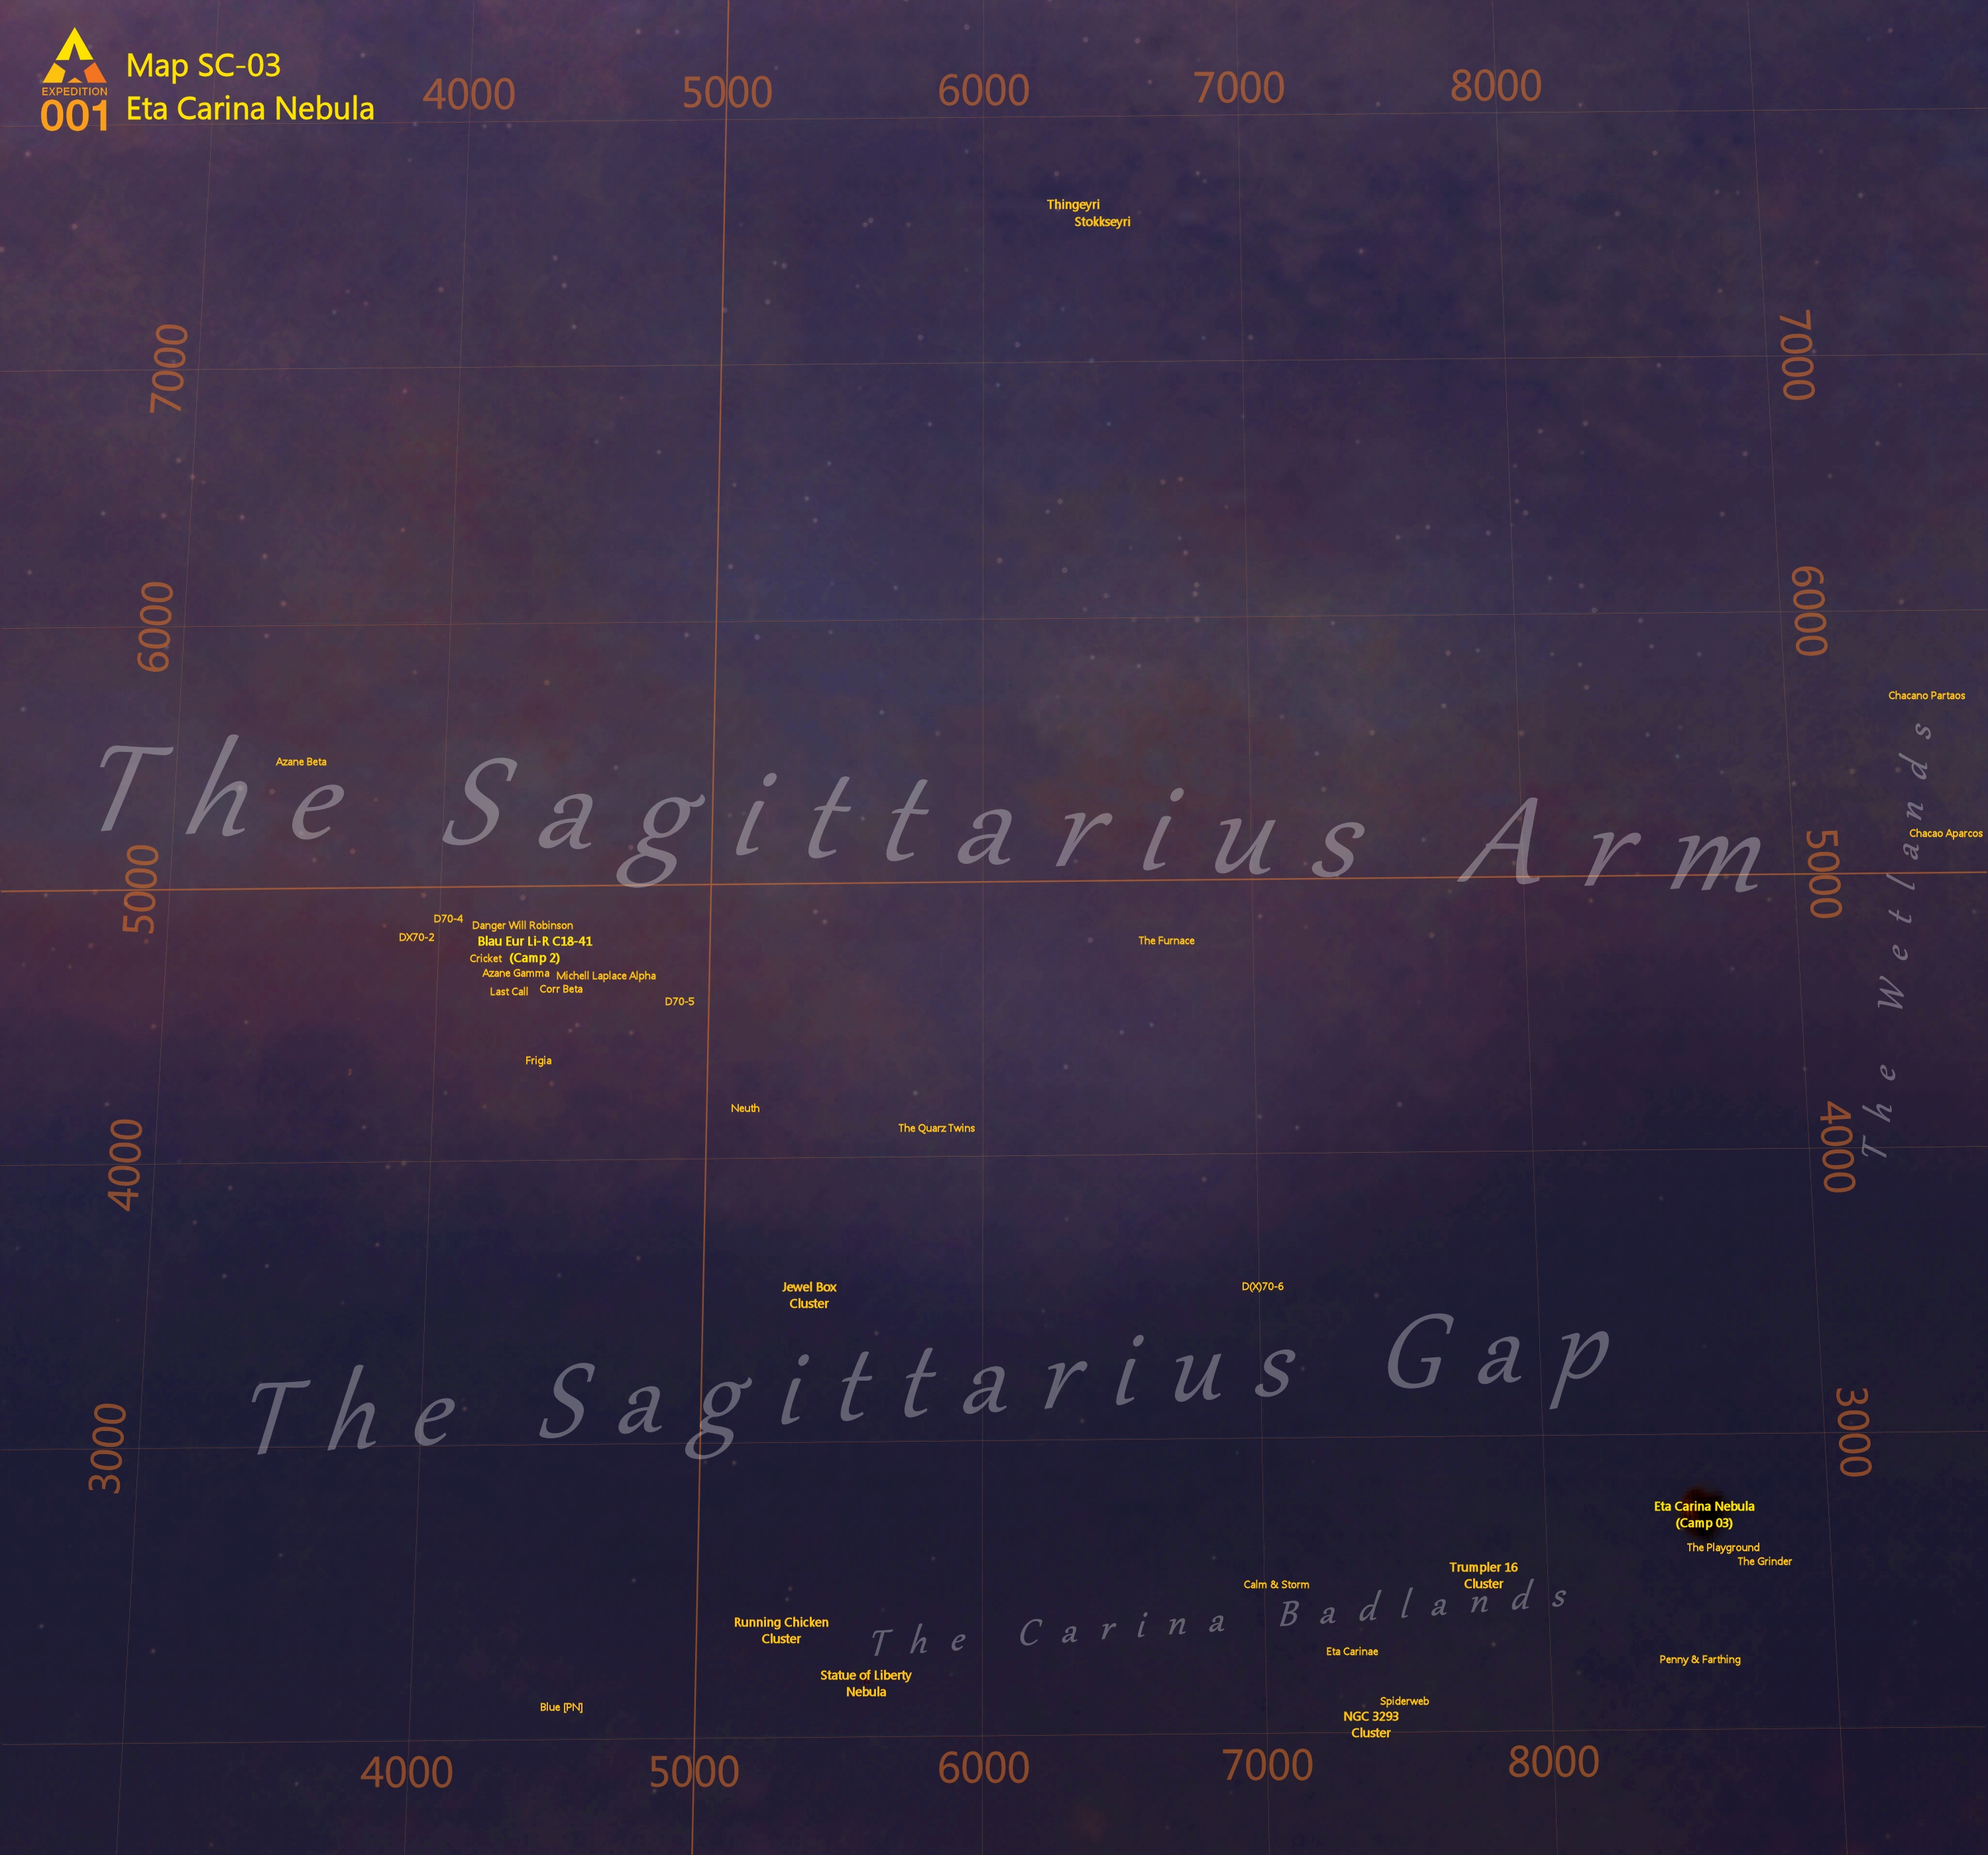 Map SC-03
EXPEDITION
001
Eta Carina Nebula
4000
5000
6000
7000
8000
Thingeyri
Stokkseyri
7000
7000
6000
6000
Chacano Partaos
Azane Beta
The Sagittarius Arm
Chacao Aparcos
The Wetlands
5000
5000
D70-4
Danger Will Robinson
DX70-2
Blau Eur Li-R C18-41
(Camp 2)
Cricket
The Furnace
Azane Gamma
Michell Laplace Alpha
Last Call
Corr Beta
D70-5
Frigia
Neuth
The Quarz Twins
4000
4000
Jewel Box
Cluster
D(X)70-6
The Sagittarius Gap
3000
3000
Eta Carina Nebula
(Camp 03)
The Playground
The Grinder
Trumpler 16
Cluster
Calm & Storm
The Carina Badlands
Running Chicken
Cluster
Eta Carinae
Penny & Farthing
Statue of Liberty
Nebula
Blue [PN]
Spiderweb
NGC 3293
Cluster
4000
5000
6000
7000
8000